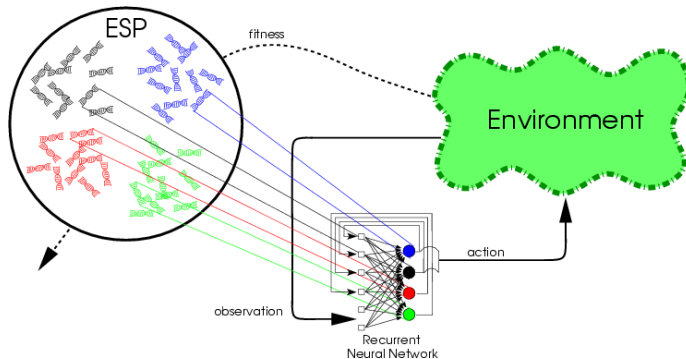 ESP
fitness
Environment
action
observation
Recurrent
Neural Network